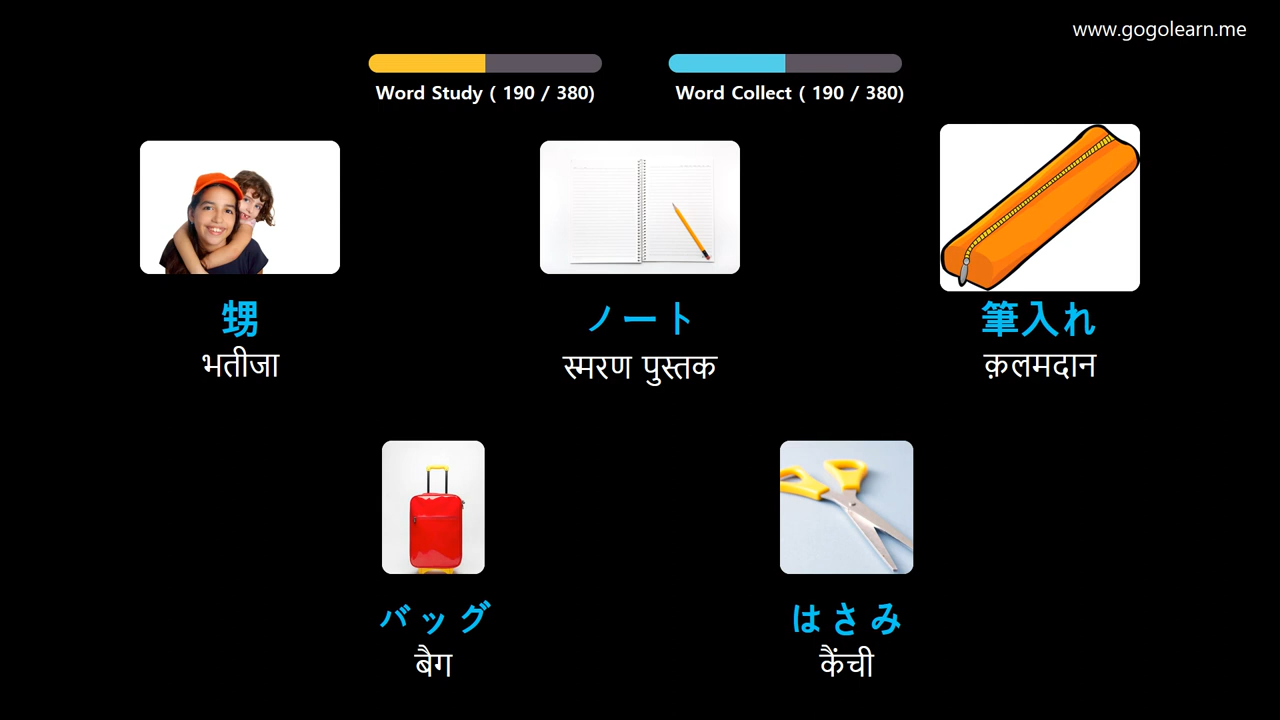 www.gogolearn.me
Word Study ( 190 / 380)
Word Collect ( 190 / 380)
甥
भतीजा
ノート
स्मरण पुस्तक
筆入れ
क़लमदान
バッグ
बैग
はさみ
कैंची